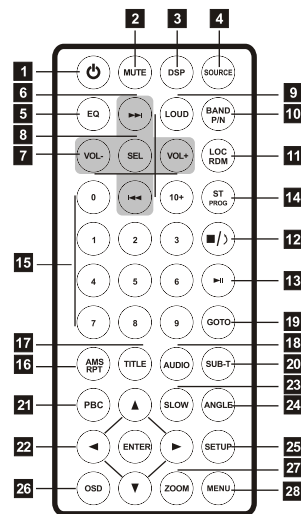 2 3 4
1 MUTE DSP SOURCE
6 9
5 EQ LOUD BAND P/N 10
8
7 VOL- SEL VOL+ LOC RDM 11
0 10+ ST PROG 14
1 2 3 12
15
4 5 6 13
7 8 9 GOTO 19
17 18
16 AMS RPT TITLE AUDIO SUB-T 20
23
21 PBC SLOW ANGLE 24
22 ENTER SETUP 25
27
26 OSD ZOOM MENU 28